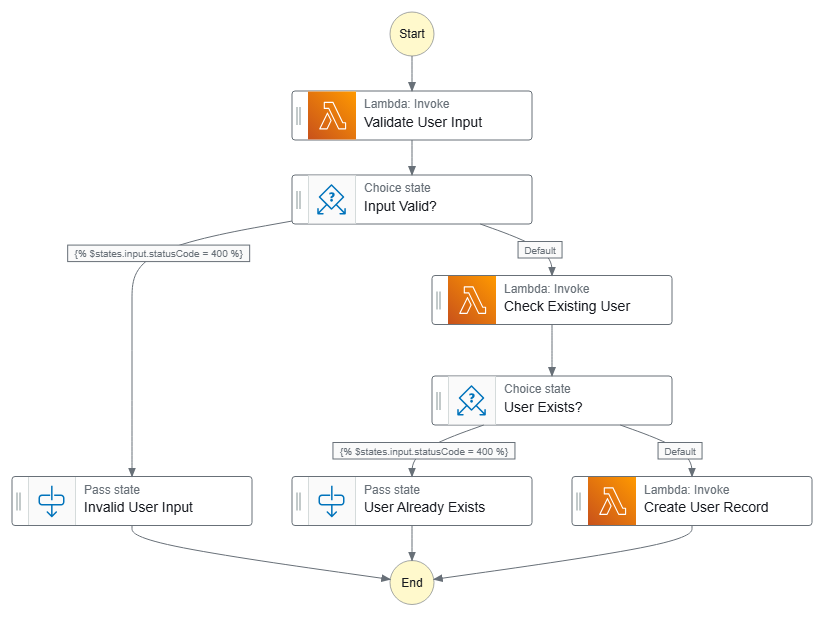 Start
Lambda: Invoke
Validate User Input
Choice state
Input Valid?
{% $states.input.statusCode = 400 %}
Default
Lambda: Invoke
Check Existing User
Choice state
User Exists?
{% $states.input.statusCode = 400 %}
Default
Pass state
Invalid User Input
Pass state
User Already Exists
Lambda: Invoke
Create User Record
End